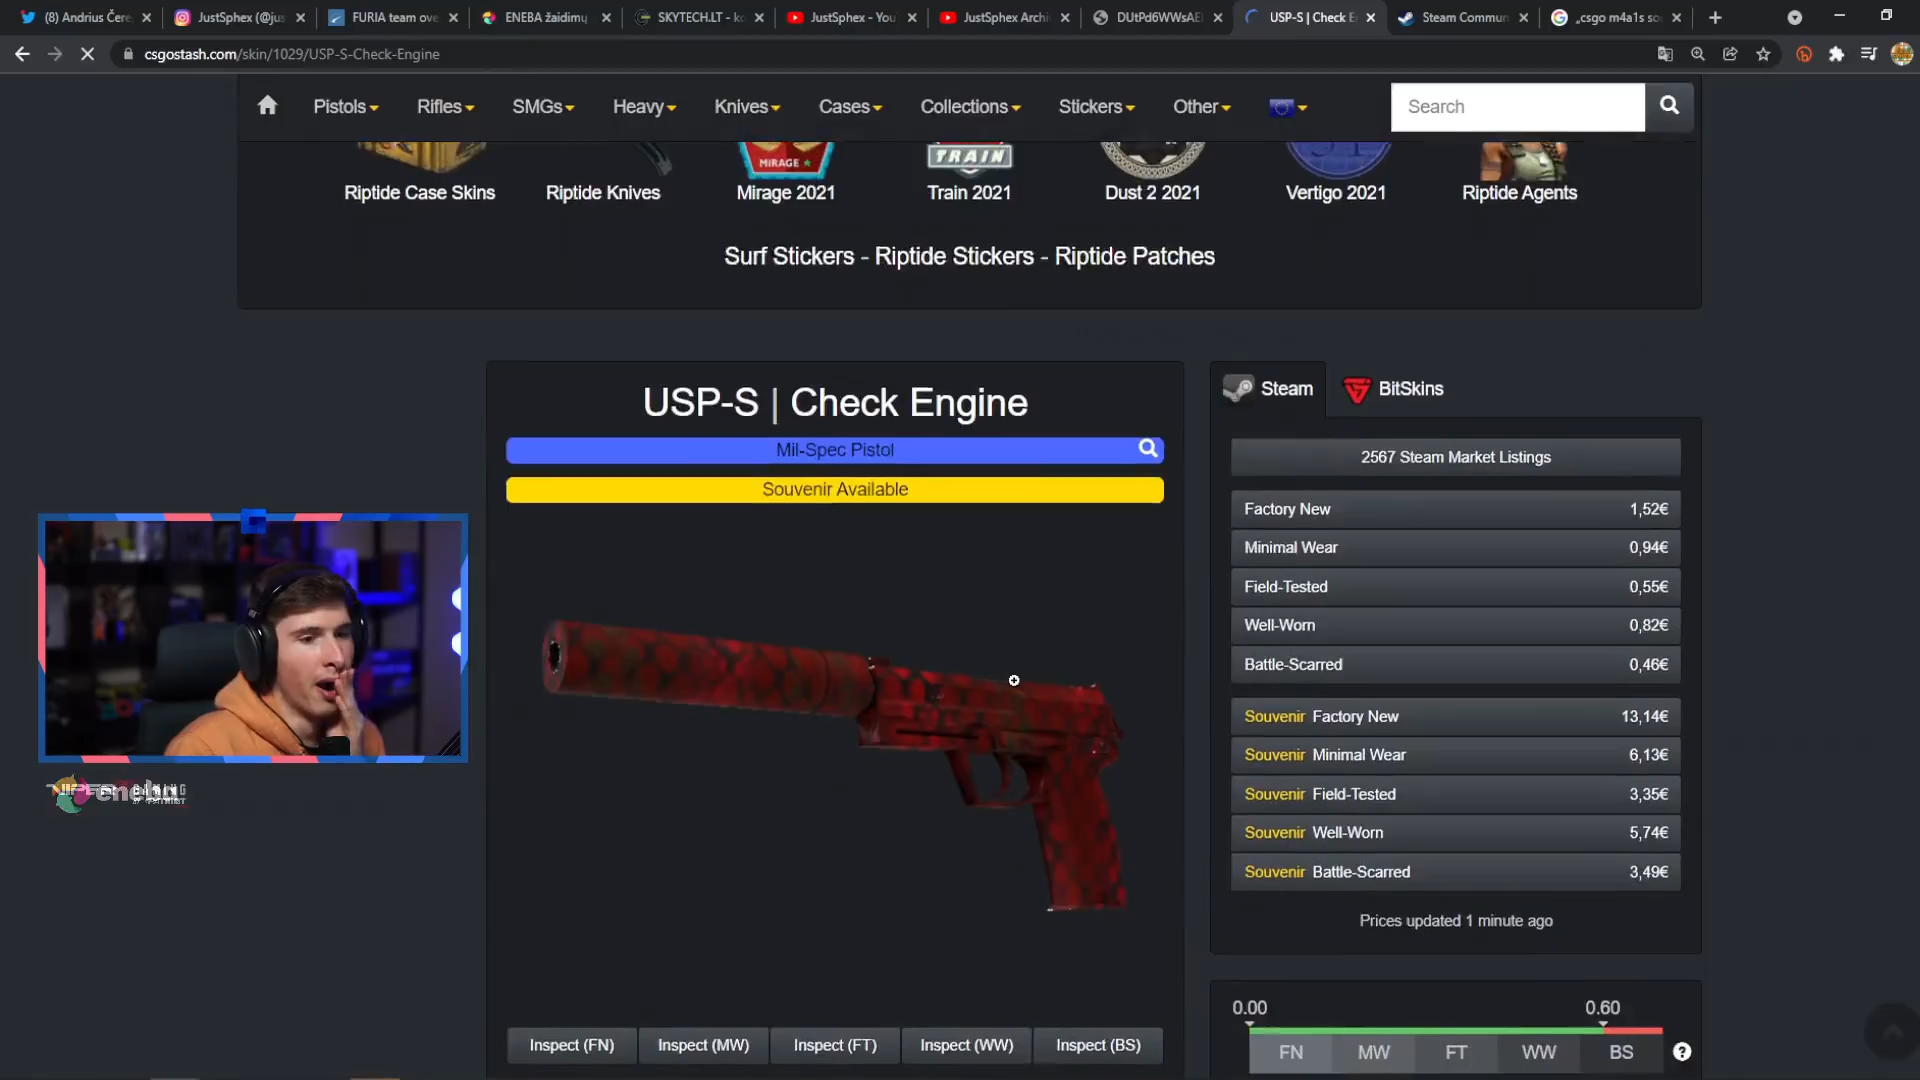 (8) Andrius Čere
JustSphex (@jus
FURIA team ove
ENEBA žaidimų
SKYTECH.LT - ko
JustSphex - You
JustSphex Archi
DUtPd6WWsAE
USP-S | Check E
Steam Commun
„csgo m4a1s so
csgostash.com/skin/1029/USP-S-Check-Engine
Pistols Rifles SMGs Heavy Knives Cases Collections Stickers Other Search
MIRAGE TRAIN
Riptide Case Skins Riptide Knives Mirage 2021 Train 2021 Dust 2 2021 Vertigo 2021 Riptide Agents
Surf Stickers - Riptide Stickers - Riptide Patches
USP-S | Check Engine
Mil-Spec Pistol
Souvenir Available
Inspect (FN) Inspect (MW) Inspect (FT) Inspect (WW) Inspect (BS)
Steam BitSkins
2567 Steam Market Listings
Factory New 1,52€
Minimal Wear 0,94€
Field-Tested 0,55€
Well-Worn 0,82€
Battle-Scarred 0,46€
Souvenir Factory New 13,14€
Souvenir Minimal Wear 6,13€
Souvenir Field-Tested 3,35€
Souvenir Well-Worn 5,74€
Souvenir Battle-Scarred 3,49€
Prices updated 1 minute ago
0.00 0.60
FN MW FT WW BS ?
eneba